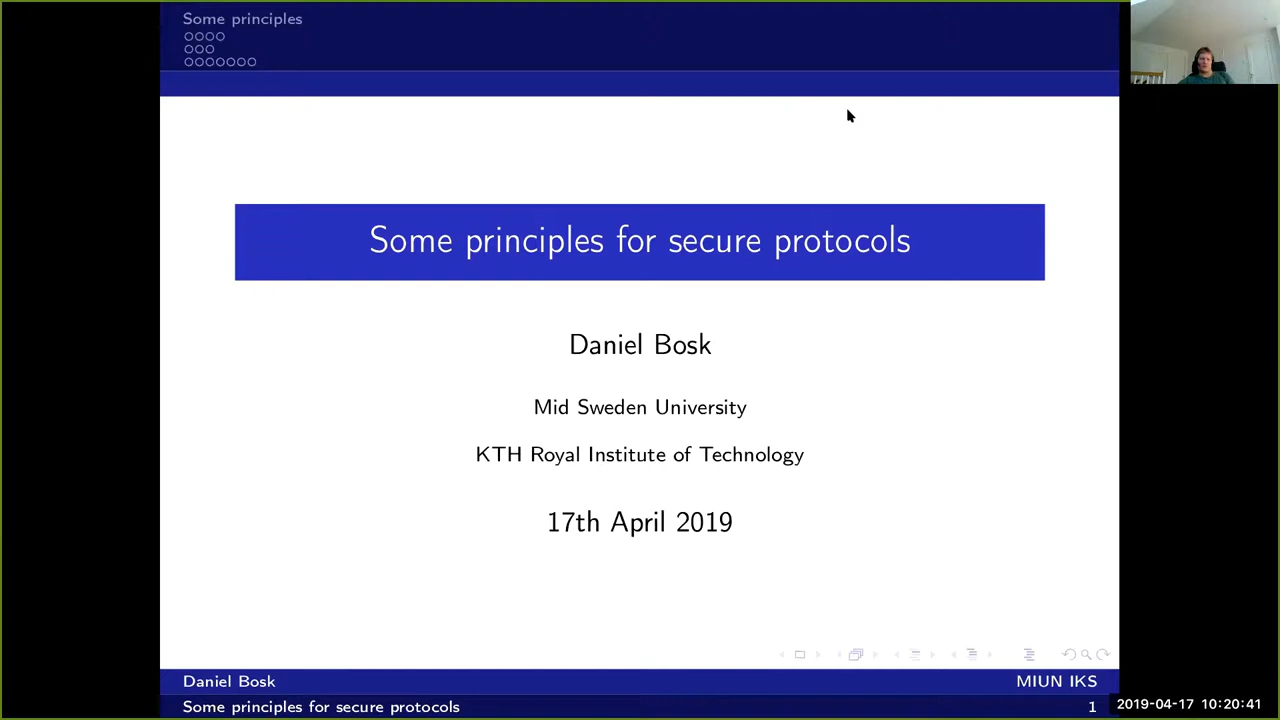 Some principles
Some principles for secure protocols
Daniel Bosk
Mid Sweden University
KTH Royal Institute of Technology
17th April 2019
Daniel Bosk
MIUN IKS
Some principles for secure protocols
1
2019-04-17 10:20:41